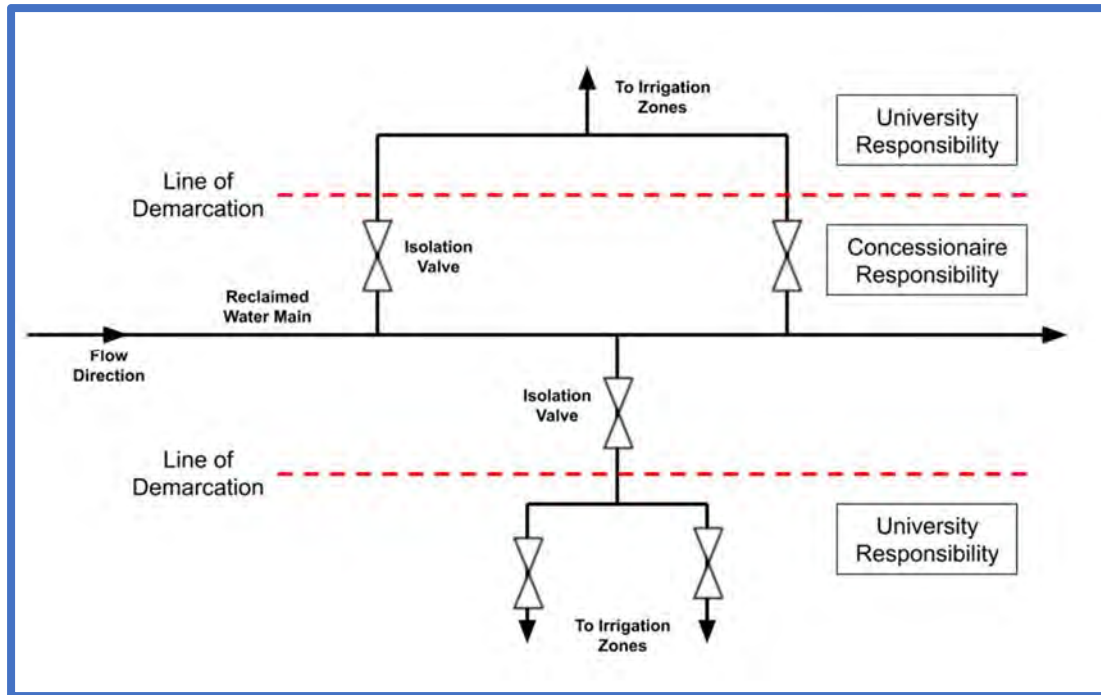 To Irrigation
Zones
University
Responsibility
Line of
Demarcation
Isolation
Valve
Concessionaire
Responsibility
Reclaimed
Water Main
Flow
Direction
Isolation
Valve
Line of
Demarcation
University
Responsibility
To Irrigation
Zones